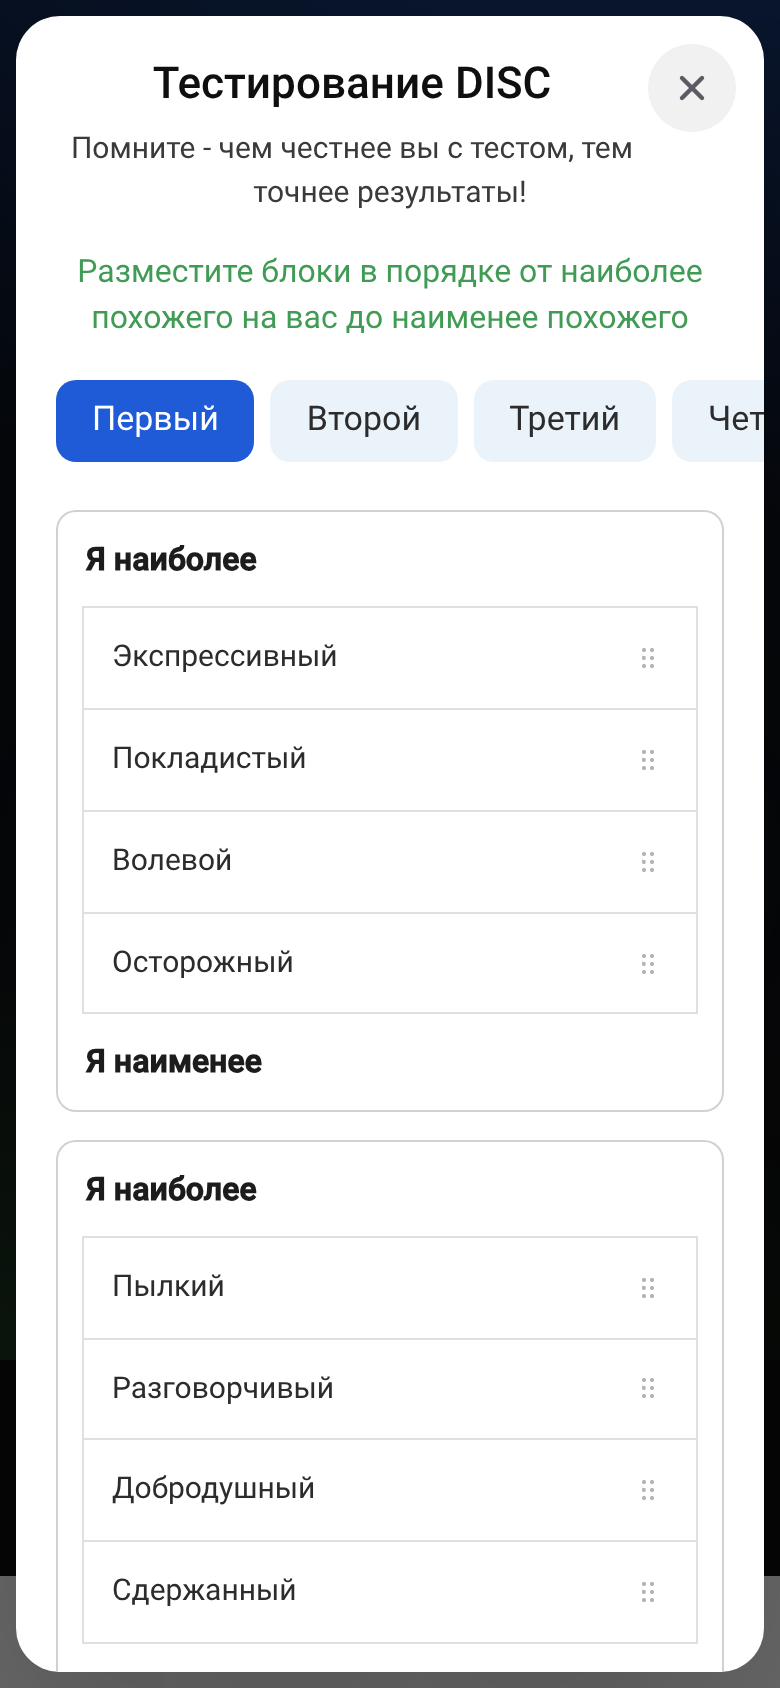 Тестирование DISC
Помните - чем честнее вы с тестом, тем
точнее результаты!
Разместите блоки в порядке от наиболее
похожего на вас до наименее похожего
Первый
Второй
Третий
Чет
Я наиболее
Экспрессивный
Покладистый
Волевой
Осторожный
Я наименее
Я наиболее
Пылкий
Разговорчивый
Добродушный
Сдержанный